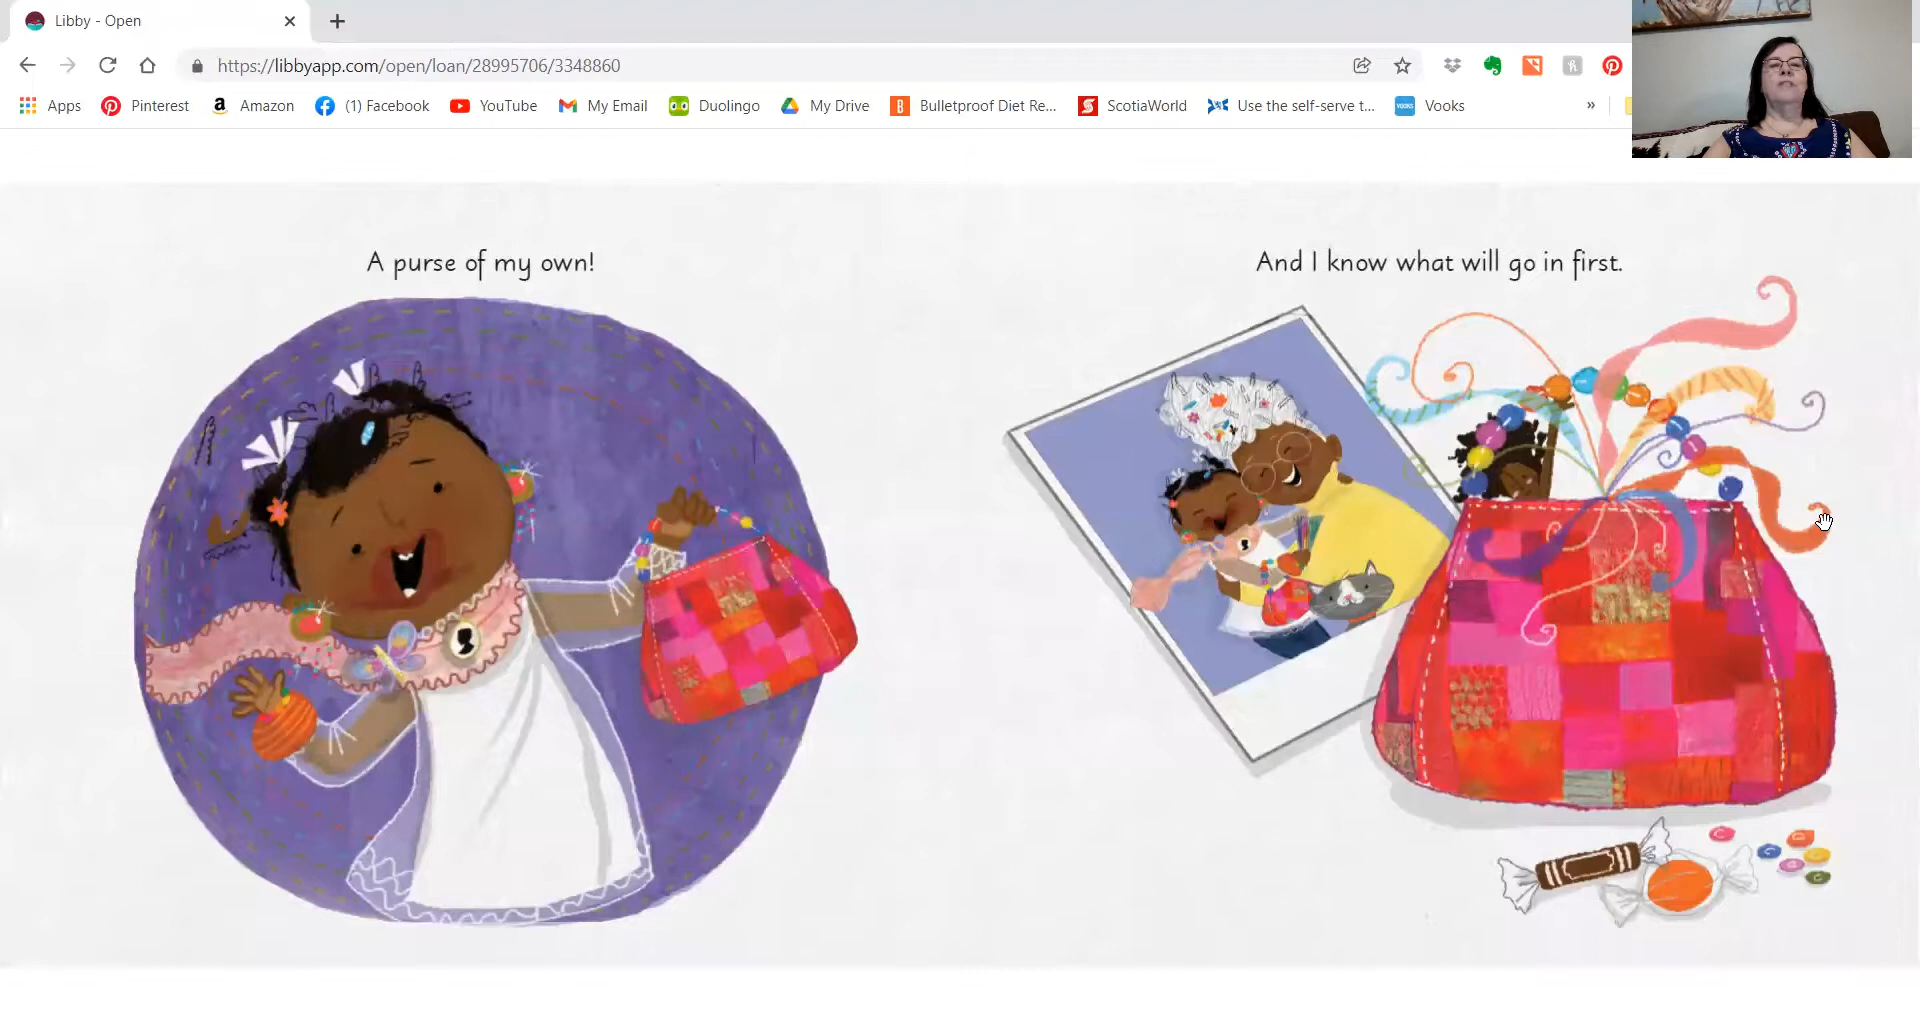 Libby - Open
https://libbyapp.com/open/loan/28995706/3348860
Apps Pinterest Amazon (1) Facebook YouTube My Email Duolingo My Drive Bulletproof Diet Re... ScotiaWorld Use the self-serve t... Vooks »
A purse of my own!
And I know what will go in first.